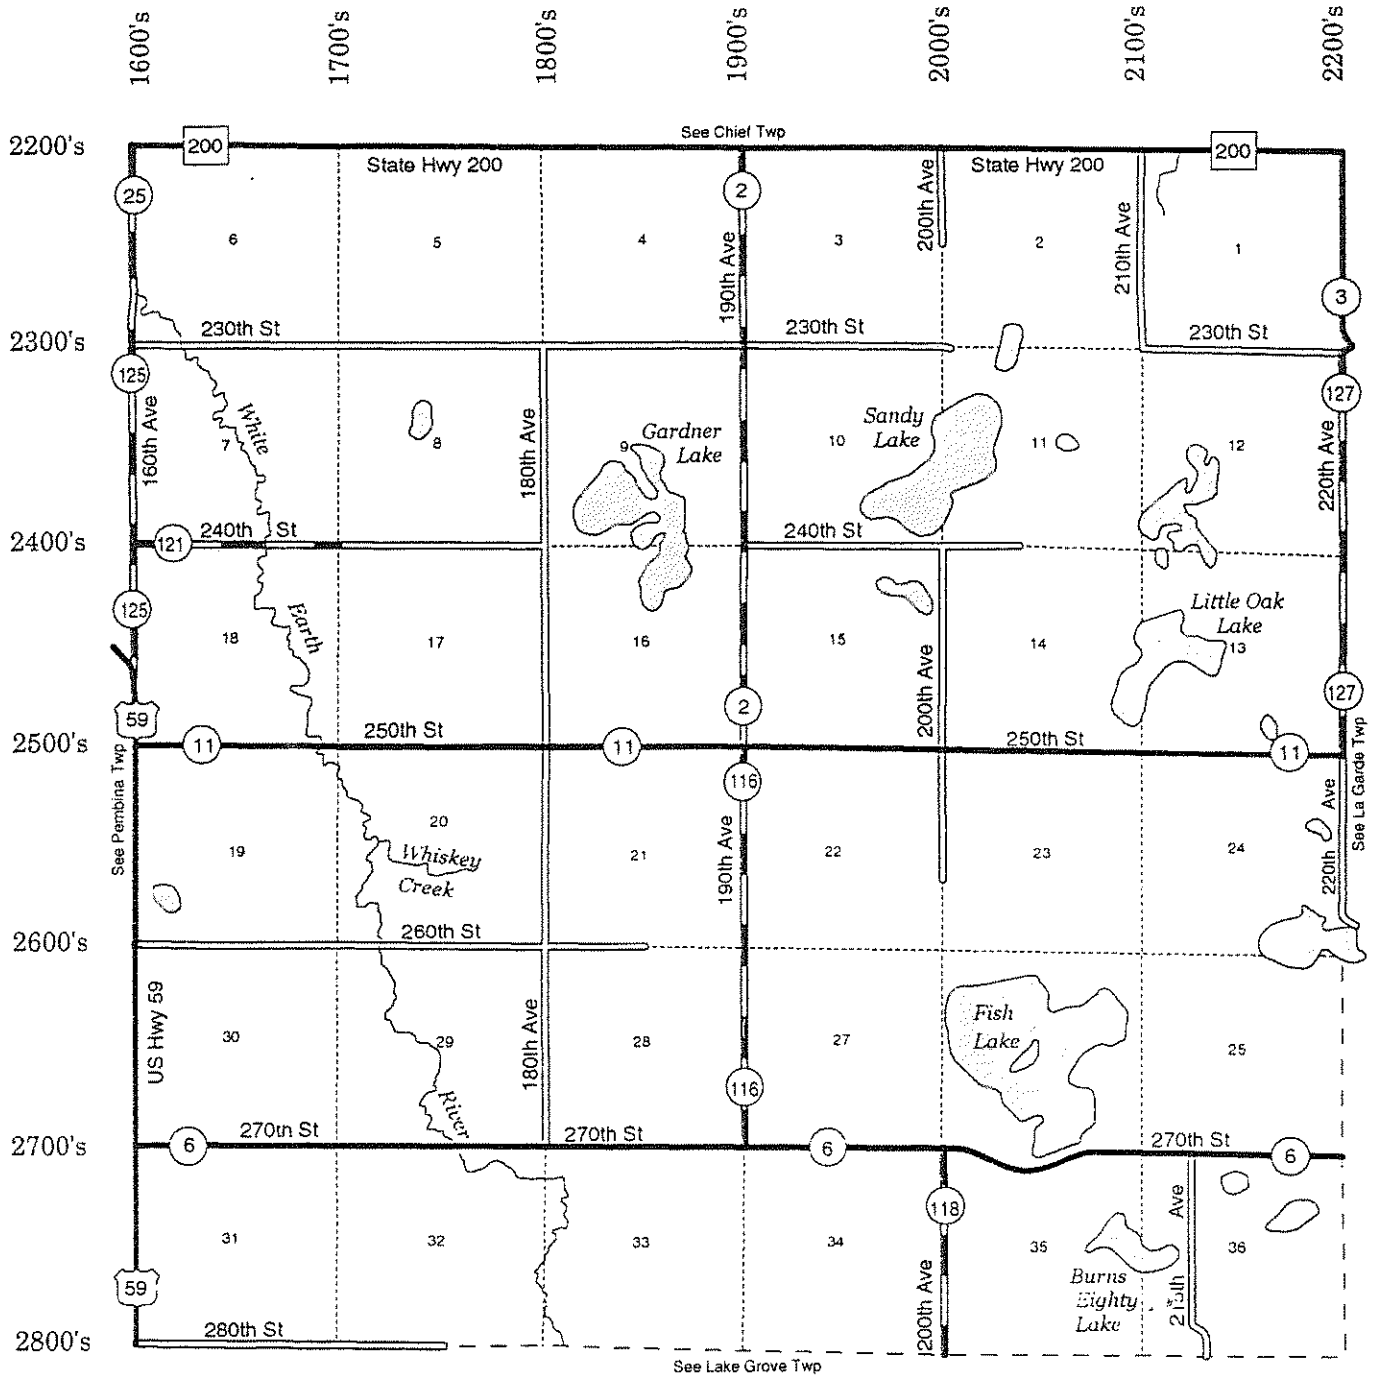 1600's
1700's
1800's
1900's
2000's
2100's
2200's
See Chief Twp
2200's
200
State Hwy 200
State Hwy 200
200
25
2
200th Ave
210th Ave
190th Ave
6
5
4
3
2
1
3
230th St
230th St
230th St
2300's
125
127
160th Ave
White
7
8
180th Ave
9
Gardner
Lake
10
Sandy
Lake
11
12
220th Ave
240th St
240th St
2400's
121
125
Earth
Little Oak
Lake
18
17
16
15
14
13
200th Ave
127
59
2
250th St
250th St
2500's
11
11
11
See Pembina Twp
See La Garde Twp
116
190th Ave
220th Ave
20
19
Whiskey
Creek
21
22
23
24
260th St
2600's
US Hwy 59
180th Ave
Fish
Lake
30
29
28
27
25
116
River
270th St
270th St
270th St
2700's
6
6
6
118
215th Ave
31
32
33
34
35
36
59
200th Ave
Burns
Eighty
Lake
280th St
2800's
See Lake Grove Twp